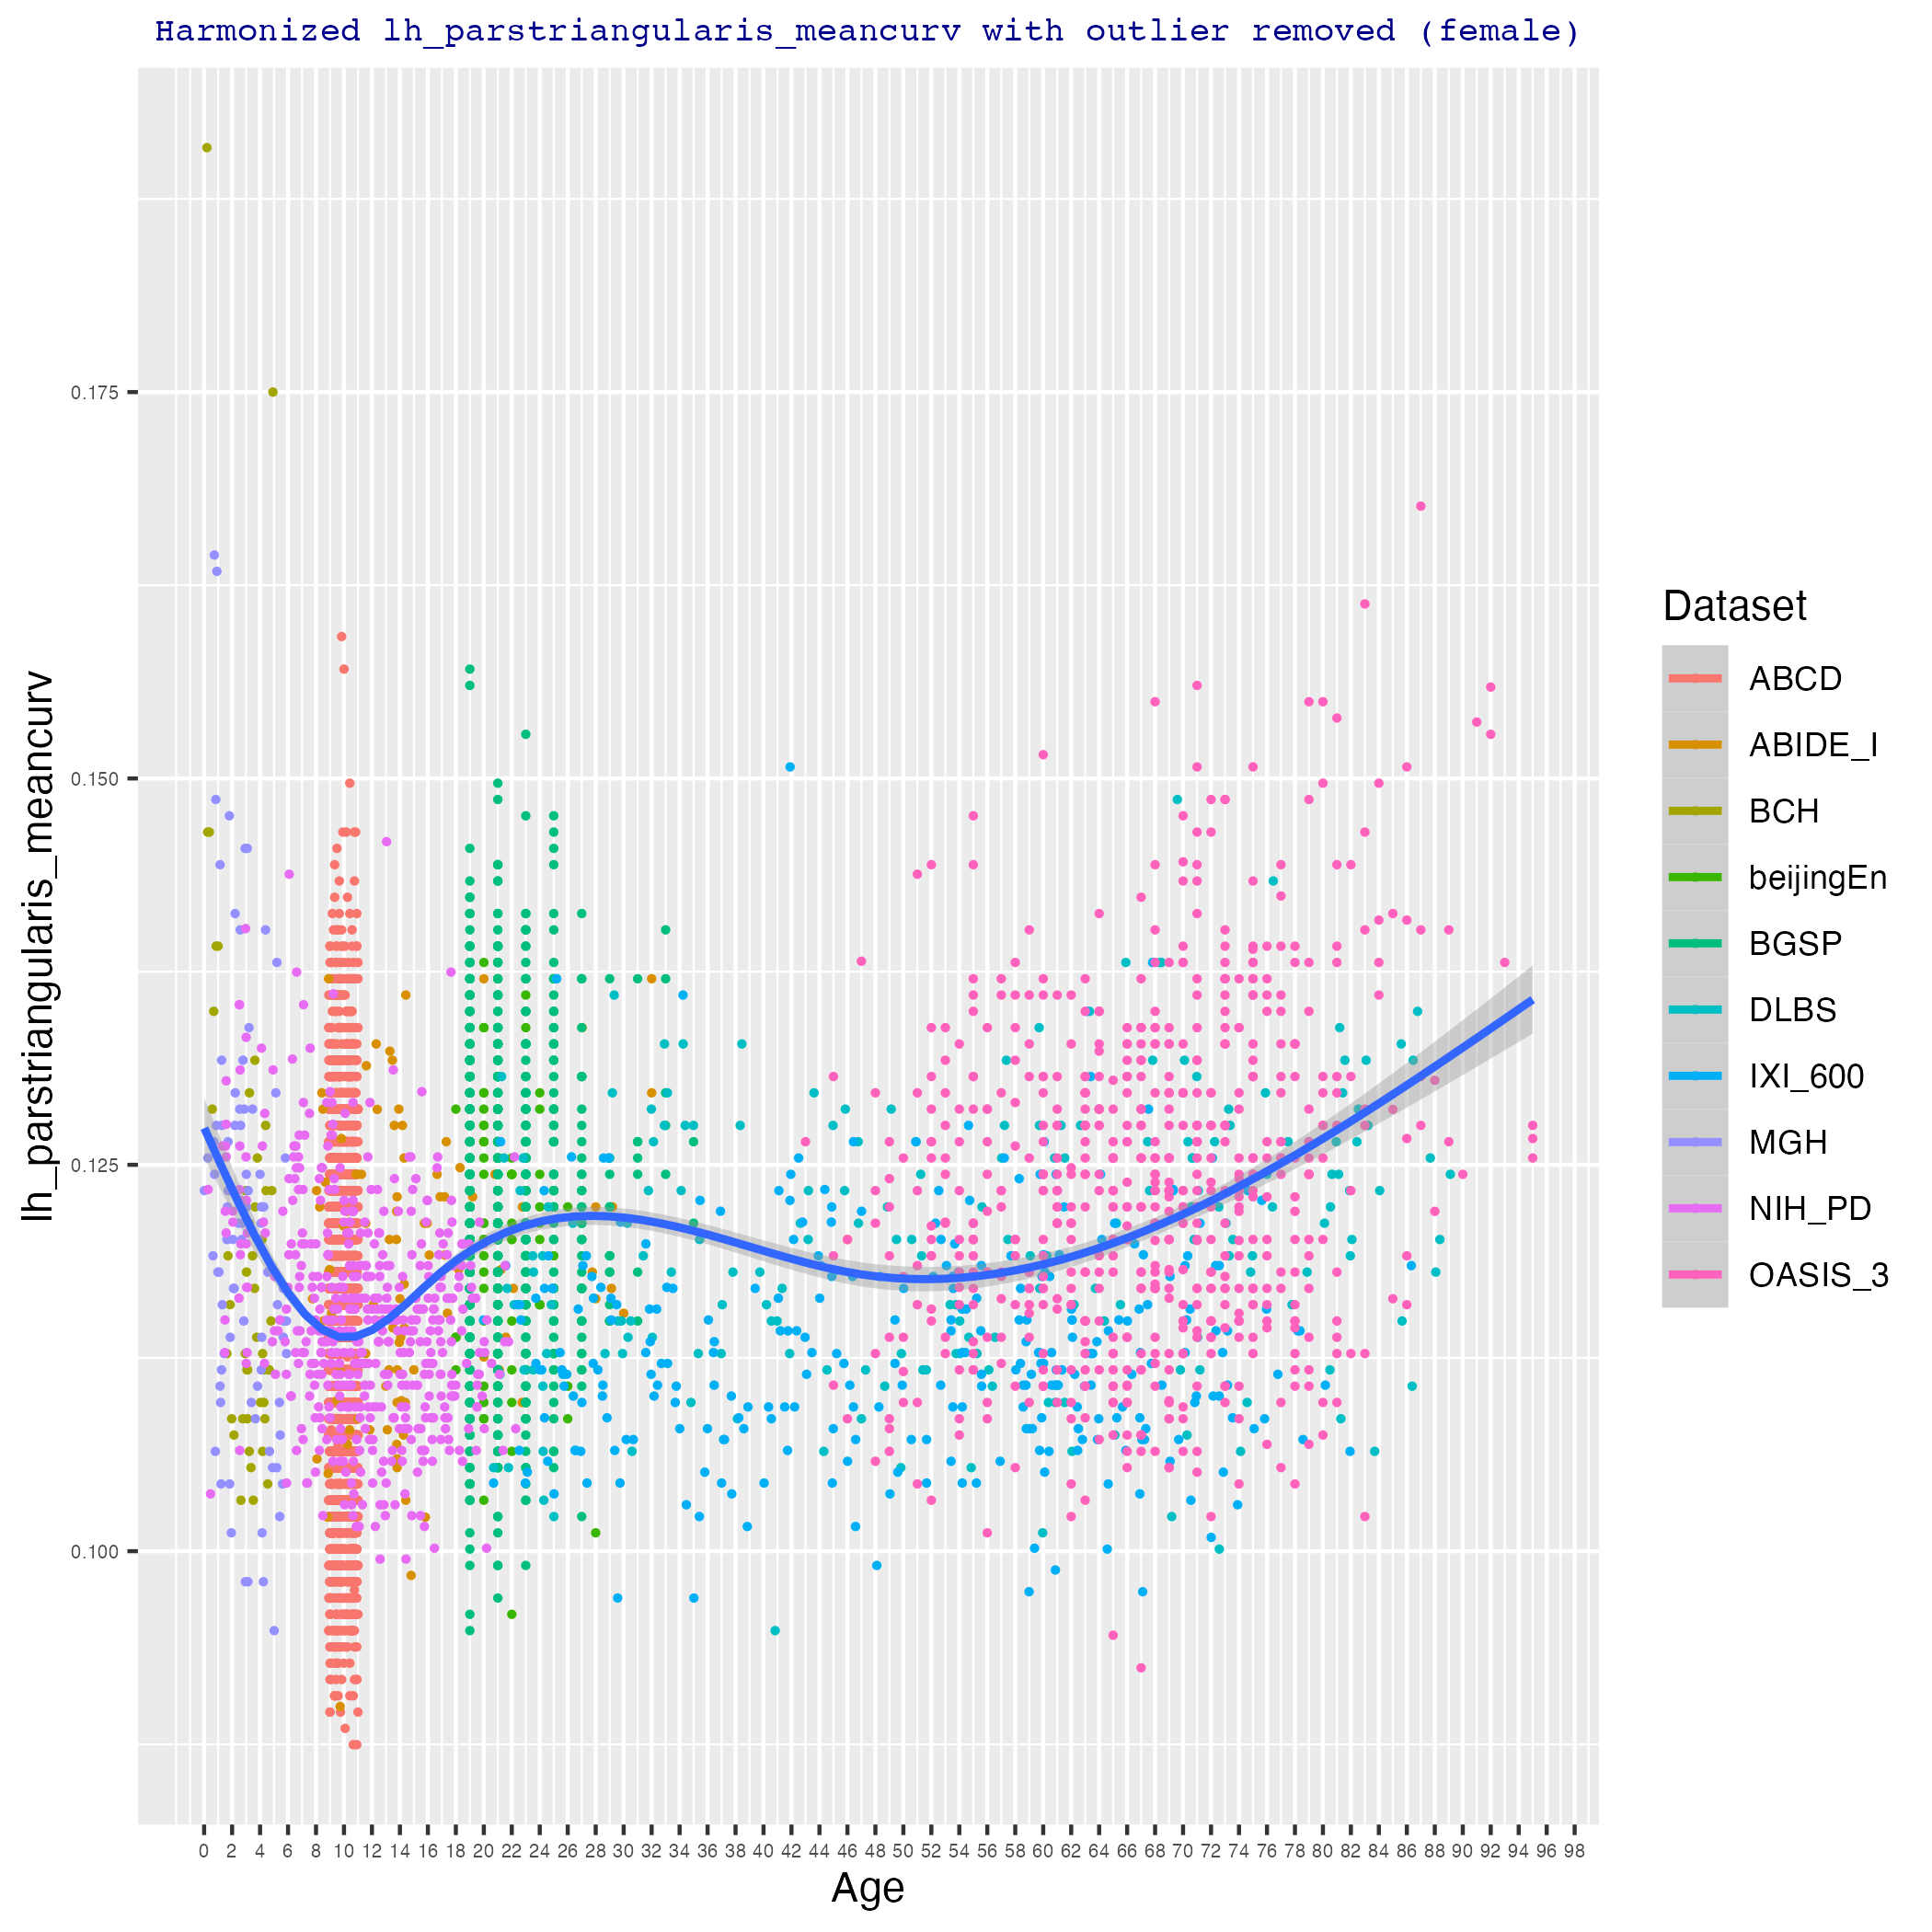 Harmonized lh_parstriangularis_meancurv with outlier removed (female)
lh_parstriangularis_meancurv
0.175
0.150
0.125
0.100
0 2 4 6 8 10 12 14 16 18 20 22 24 26 28 30 32 34 36 38 40 42 44 46 48 50 52 54 56 58 60 62 64 66 68 70 72 74 76 78 80 82 84 86 88 90 92 94 96 98
Age
Dataset
ABCD
ABIDE_I
BCH
beijingEn
BGSP
DLBS
IXI_600
MGH
NIH_PD
OASIS_3